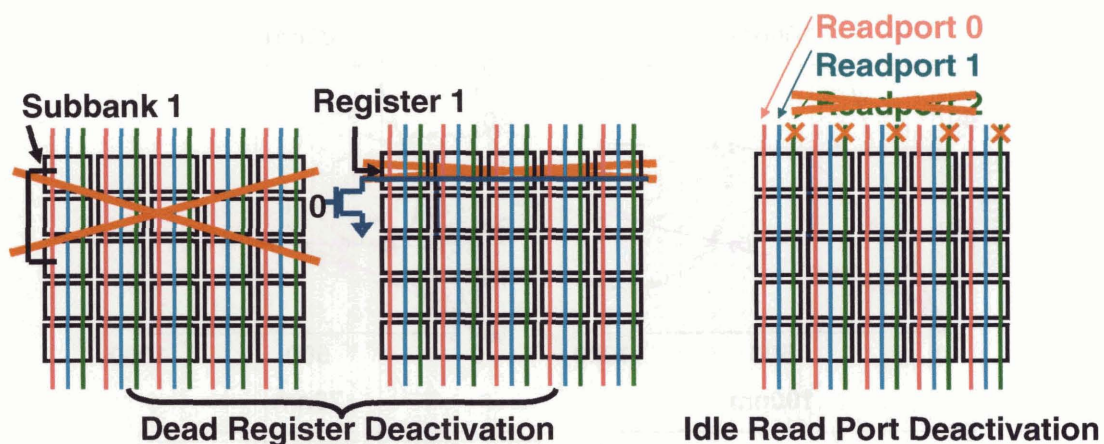 Readport 0
Readport 1
Readport 2
Subbank 1
Register 1
0
Dead Register Deactivation
Idle Read Port Deactivation